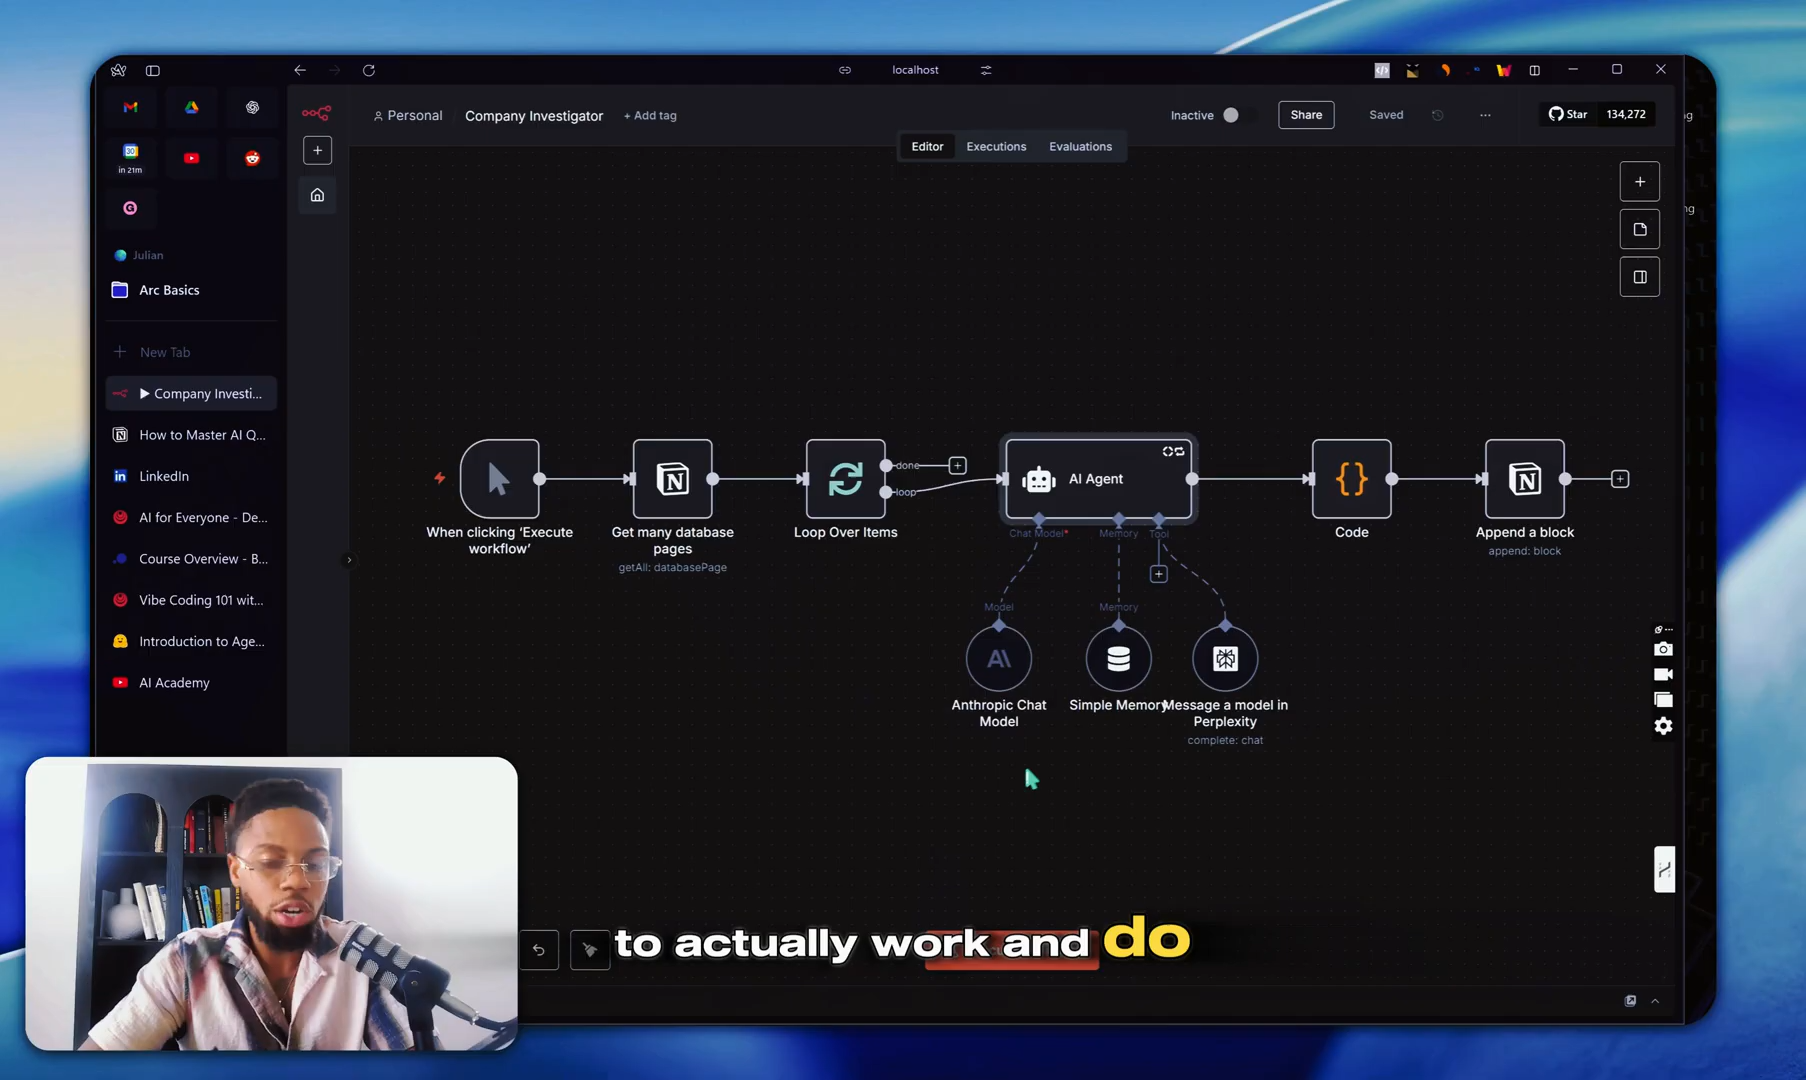 localhost
Personal
Company Investigator
+ Add tag
Inactive
Share
Saved
Star
134,272
Editor
Executions
Evaluations
30
in 21m
Julian
Arc Basics
New Tab
Company Investi...
How to Master AI Q...
LinkedIn
AI for Everyone - De...
Course Overview - B...
Vibe Coding 101 wit...
Introduction to Age...
AI Academy
When clicking ‘Execute
workflow’
Get many database
pages
getAll: databasePage
Loop Over Items
done
loop
AI Agent
Chat Model*
Memory
Tool
Code
Append a block
append: block
Model
Memory
Anthropic Chat
Model
Simple Memory
Message a model in
Perplexity
complete: chat
to actually work and do